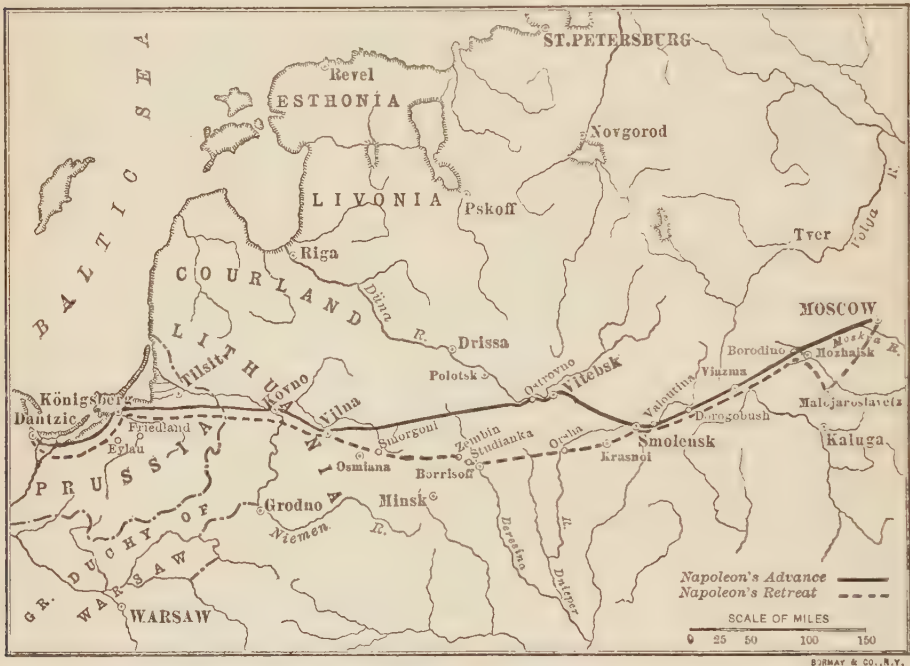 ST. PETERSBURG
Revel
ESTHONIA
BALTIC SEA
Novgorod
LIVONIA
Pskoff
Tver
Volva R.
Riga
COURLAND
Düna R.
MOSCOW
Moskva R.
LITHUANIA
Drissa
Borodino
Mozhaisk
Tilsit
Polotsk
Ostrovno
Vitebsk
Viazma
Königsberg
Kovno
Malojaroslavetz
Dantzic
Valoutina
Dorogobush
Friedland
Vilna
Smorgoni
Zembin
Studianka
Orsha
Smolensk
Kaluga
Eylau
Osmiana
Borrisoff
Krasnoi
PRUSSIA
Minsk
Grodno
Niemen R.
Beresina
R.
Dnieper
GR. DUCHY OF
WARSAW
WARSAW
Napoleon's Advance
Napoleon's Retreat
SCALE OF MILES
0 25 50 100 150
BORMAY & CO., N.Y.